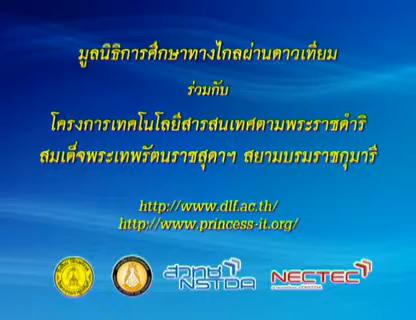 มูลนิธิการศึกษาทางไกลผ่านดาวเทียม
ร่วมกับ
โครงการเทคโนโลยีสารสนเทศตามพระราชดำริ
สมเด็จพระเทพรัตนราชสุดาฯ สยามบรมราชกุมารี
http://www.dlf.ac.th/
http://www.princess-it.org/
สวทช
NSTDA
NECTEC